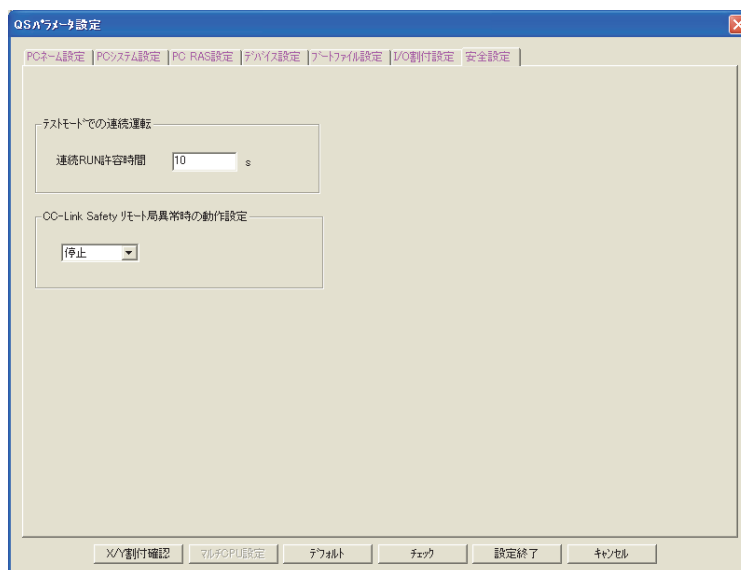 QSﾊﾟﾗﾒｰﾀ設定
PCﾈｰﾑ設定 PCｼｽﾃﾑ設定 PC RAS設定 ﾃﾞﾊﾞｲｽ設定 ﾌﾞｰﾄﾌｧｲﾙ設定 I/O割付設定 安全設定
ﾃｽﾄﾓｰﾄﾞでの連続運転
連続RUN許容時間 10 s
CC-Link Safety ﾘﾓｰﾄ局異常時の動作設定
停止
X/Y割付確認 ﾏﾙﾁCPU設定 ﾃﾞﾌｫﾙﾄ ﾁｪｯｸ 設定終了 ｷｬﾝｾﾙ